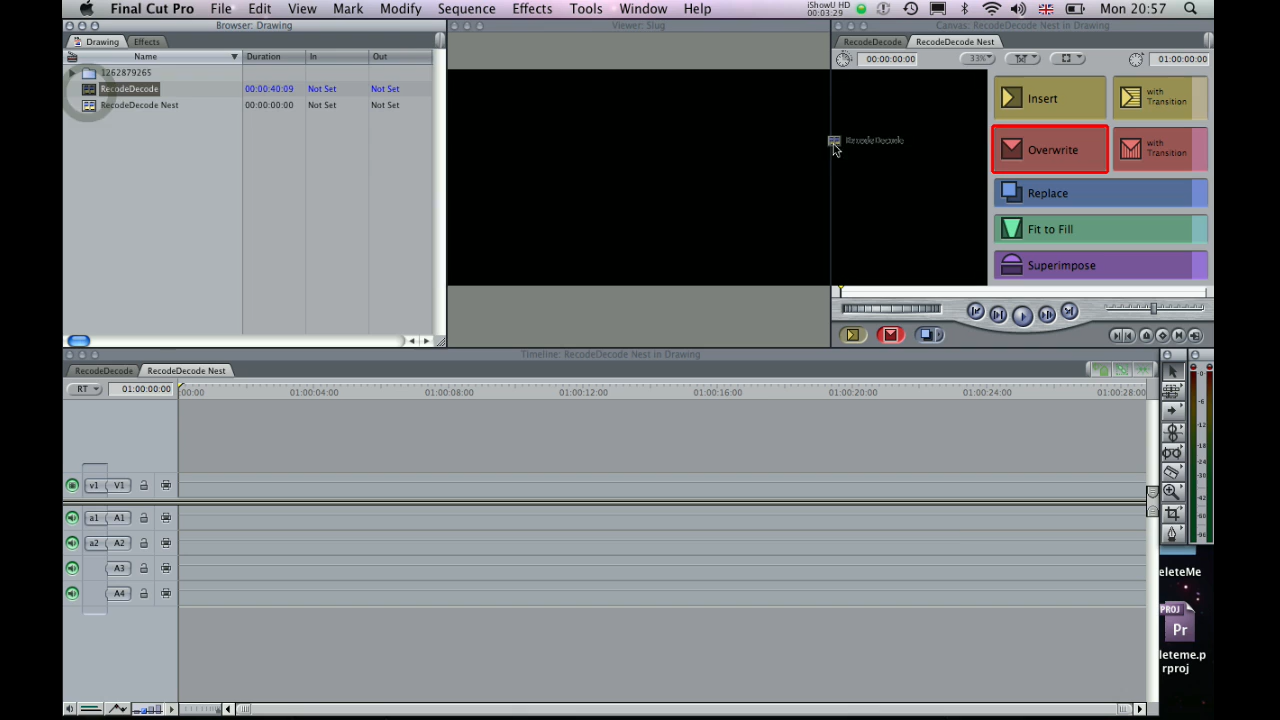 Final Cut Pro File Edit View Mark Modify Sequence Effects Tools Window Help iShowU HD 00:03:29 Mon 20:57
Browser: Drawing
Drawing Effects
Name Duration In Out
1262879265
RecodeDecode 00:00:40:09 Not Set Not Set
RecodeDecode Nest 00:00:00:00 Not Set Not Set
Viewer: Slug
RecodeDecode
Canvas: RecodeDecode Nest in Drawing
RecodeDecode RecodeDecode Nest
00:00:00:00 33% 01:00:00:00
Insert with Transition
Overwrite with Transition
Replace
Fit to Fill
Superimpose
Timeline: RecodeDecode Nest in Drawing
RecodeDecode RecodeDecode Nest
RT 01:00:00:00 :00:00 01:00:04:00 01:00:08:00 01:00:12:00 01:00:16:00 01:00:20:00 01:00:24:00 01:00:28:00
v1 V1
a1 A1
a2 A2
A3
A4
0
-6
-12
-18
-24
eleteMe
PROJ
Pr
leteme.p
rproj